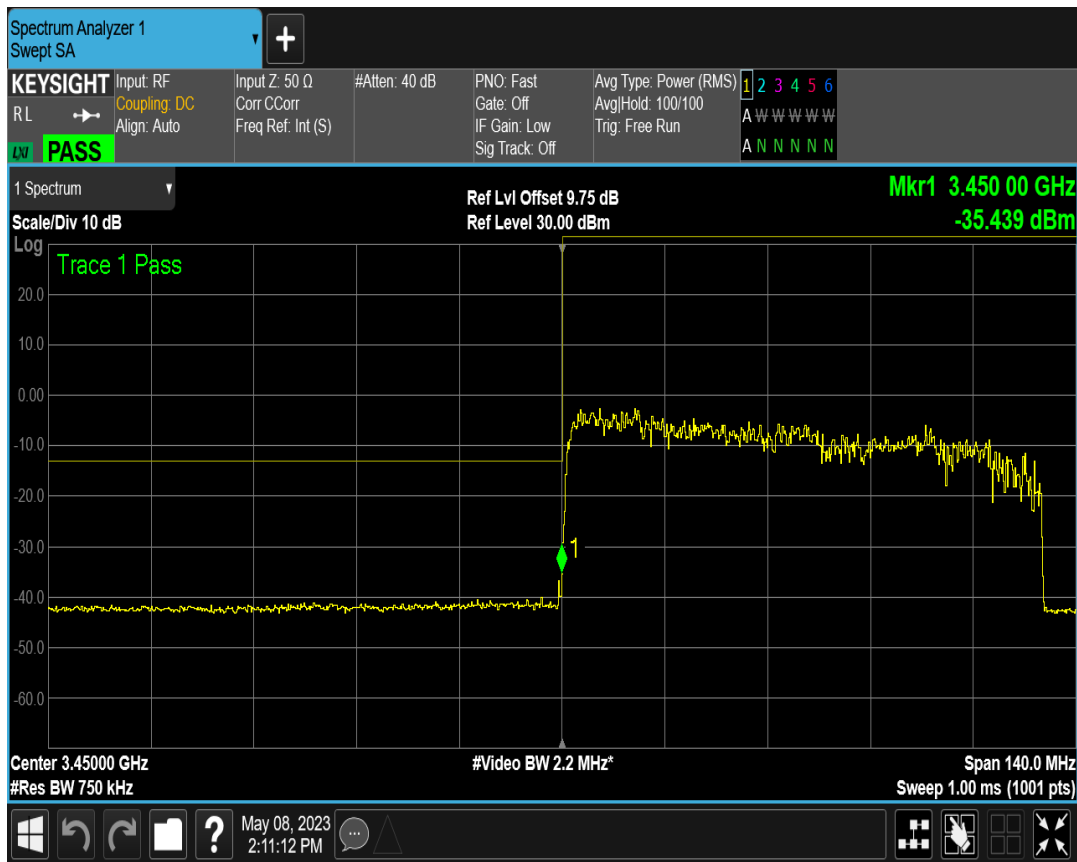 Spectrum Analyzer 1
Swept SA
+
KEYSIGHT
RL
LXI PASS
Input: RF
Coupling: DC
Align: Auto
Input Z: 50 Ω
Corr CCorr
Freq Ref: Int (S)
#Atten: 40 dB
PNO: Fast
Gate: Off
IF Gain: Low
Sig Track: Off
Avg Type: Power (RMS)
Avg|Hold: 100/100
Trig: Free Run
1 2 3 4 5 6
A W W W W W
A N N N N N
1 Spectrum
Scale/Div 10 dB
Ref Lvl Offset 9.75 dB
Ref Level 30.00 dBm
Mkr1 3.450 00 GHz
-35.439 dBm
Log
Trace 1 Pass
20.0
10.0
0.00
-10.0
-20.0
-30.0
1
-40.0
-50.0
-60.0
Center 3.45000 GHz
#Video BW 2.2 MHz*
Span 140.0 MHz
#Res BW 750 kHz
Sweep 1.00 ms (1001 pts)
?
May 08, 2023
2:11:12 PM